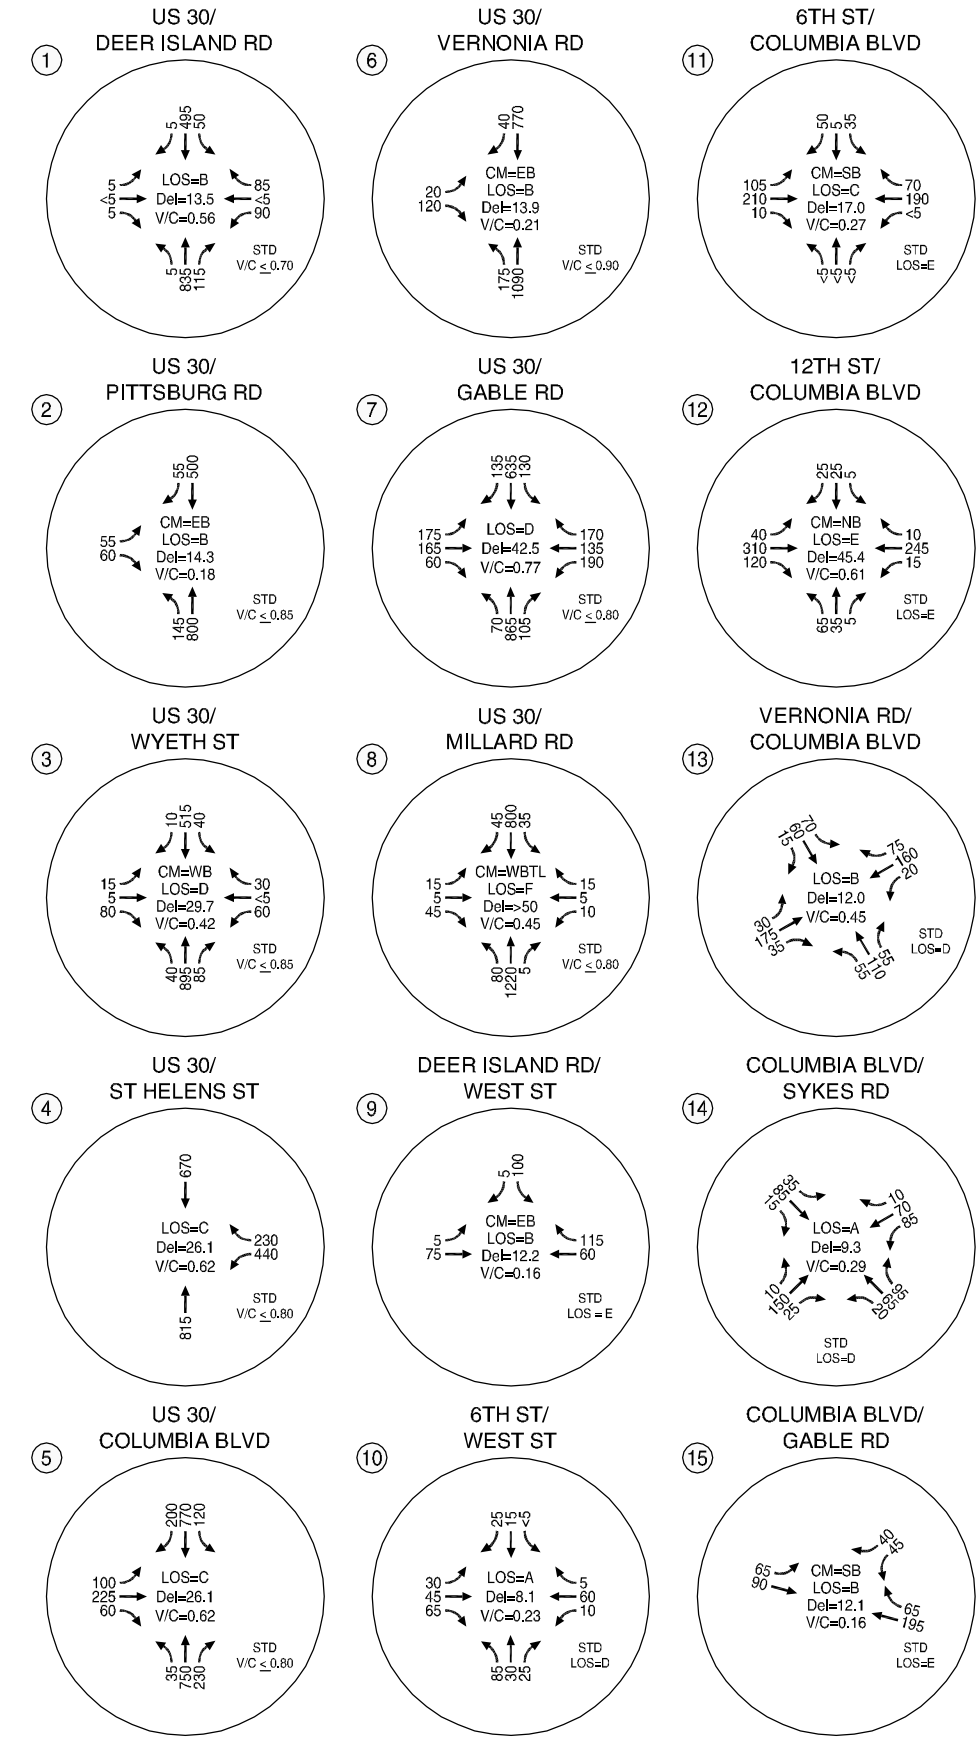 US 30/
DEER ISLAND RD
1
5 495 50
LOS=B
Del=13.5
V/C=0.56
5
<5
5
85
<5
90
5 835 115
STD
V/C ≤ 0.70
US 30/
VERNONIA RD
6
40 770
CM=EB
LOS=B
Del=13.9
V/C=0.21
20
120
175 1090
STD
V/C ≤ 0.90
6TH ST/
COLUMBIA BLVD
11
50 5 35
CM=SB
LOS=C
Del=17.0
V/C=0.27
105
210
10
70
190
<5
<5 <5 <5
STD
LOS=E
US 30/
PITTSBURG RD
2
55 500
CM=EB
LOS=B
Del=14.3
V/C=0.18
55
60
145 800
STD
V/C ≤ 0.85
US 30/
GABLE RD
7
135 635 130
LOS=D
Del=42.5
V/C=0.77
175
165
60
170
135
190
70 865 105
STD
V/C ≤ 0.80
12TH ST/
COLUMBIA BLVD
12
25 25 5
CM=NB
LOS=E
Del=45.4
V/C=0.61
40
310
120
10
245
15
65 35 5
STD
LOS=E
US 30/
WYETH ST
3
10 515 40
CM=WB
LOS=D
Del=29.7
V/C=0.42
15
5
80
30
<5
60
40 895 85
STD
V/C ≤ 0.85
US 30/
MILLARD RD
8
45 800 35
CM=WBTL
LOS=F
Del=>50
V/C=0.45
15
5
45
15
5
10
80 1220 5
STD
V/C ≤ 0.80
VERNONIA RD/
COLUMBIA BLVD
13
15 60 70
LOS=B
Del=12.0
V/C=0.45
75
160
20
30
175
35
55 110 55
STD
LOS=D
US 30/
ST HELENS ST
4
670
LOS=C
Del=26.1
V/C=0.62
230
440
815
STD
V/C ≤ 0.80
DEER ISLAND RD/
WEST ST
9
5 100
CM=EB
LOS=B
Del=12.2
V/C=0.16
5
75
115
60
STD
LOS = E
COLUMBIA BLVD/
SYKES RD
14
15 185 35
LOS=A
Del=9.3
V/C=0.29
10
70
85
10
150
25
STD
LOS=D
US 30/
COLUMBIA BLVD
5
200 770 120
LOS=C
Del=26.1
V/C=0.62
100
225
60
35 750 230
STD
V/C ≤ 0.80
6TH ST/
WEST ST
10
25 15 <5
LOS=A
Del=8.1
V/C=0.23
30
45
65
5
60
10
85 30 25
STD
LOS=D
COLUMBIA BLVD/
GABLE RD
15
40
45
CM=SB
LOS=B
Del=12.1
V/C=0.16
65
90
65
195
STD
LOS=E